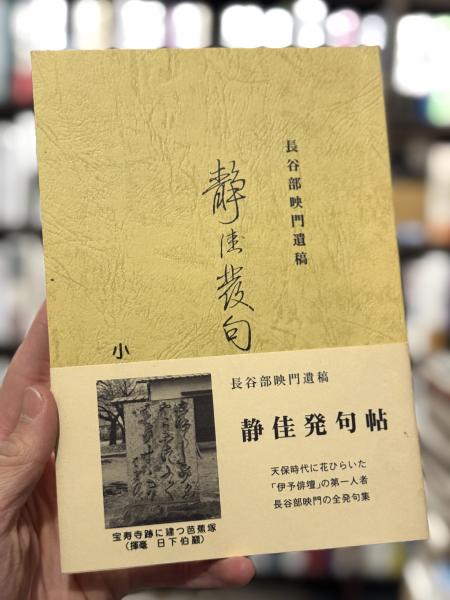 長谷部映門遺稿
静佳發句
小
長谷部映門遺稿
静佳発句帖
天保時代に花ひらいた
「伊予俳壇」の第一人者
長谷部映門の全発句集
宝寿寺跡に建つ芭蕉塚
(揮毫 日下伯巖)